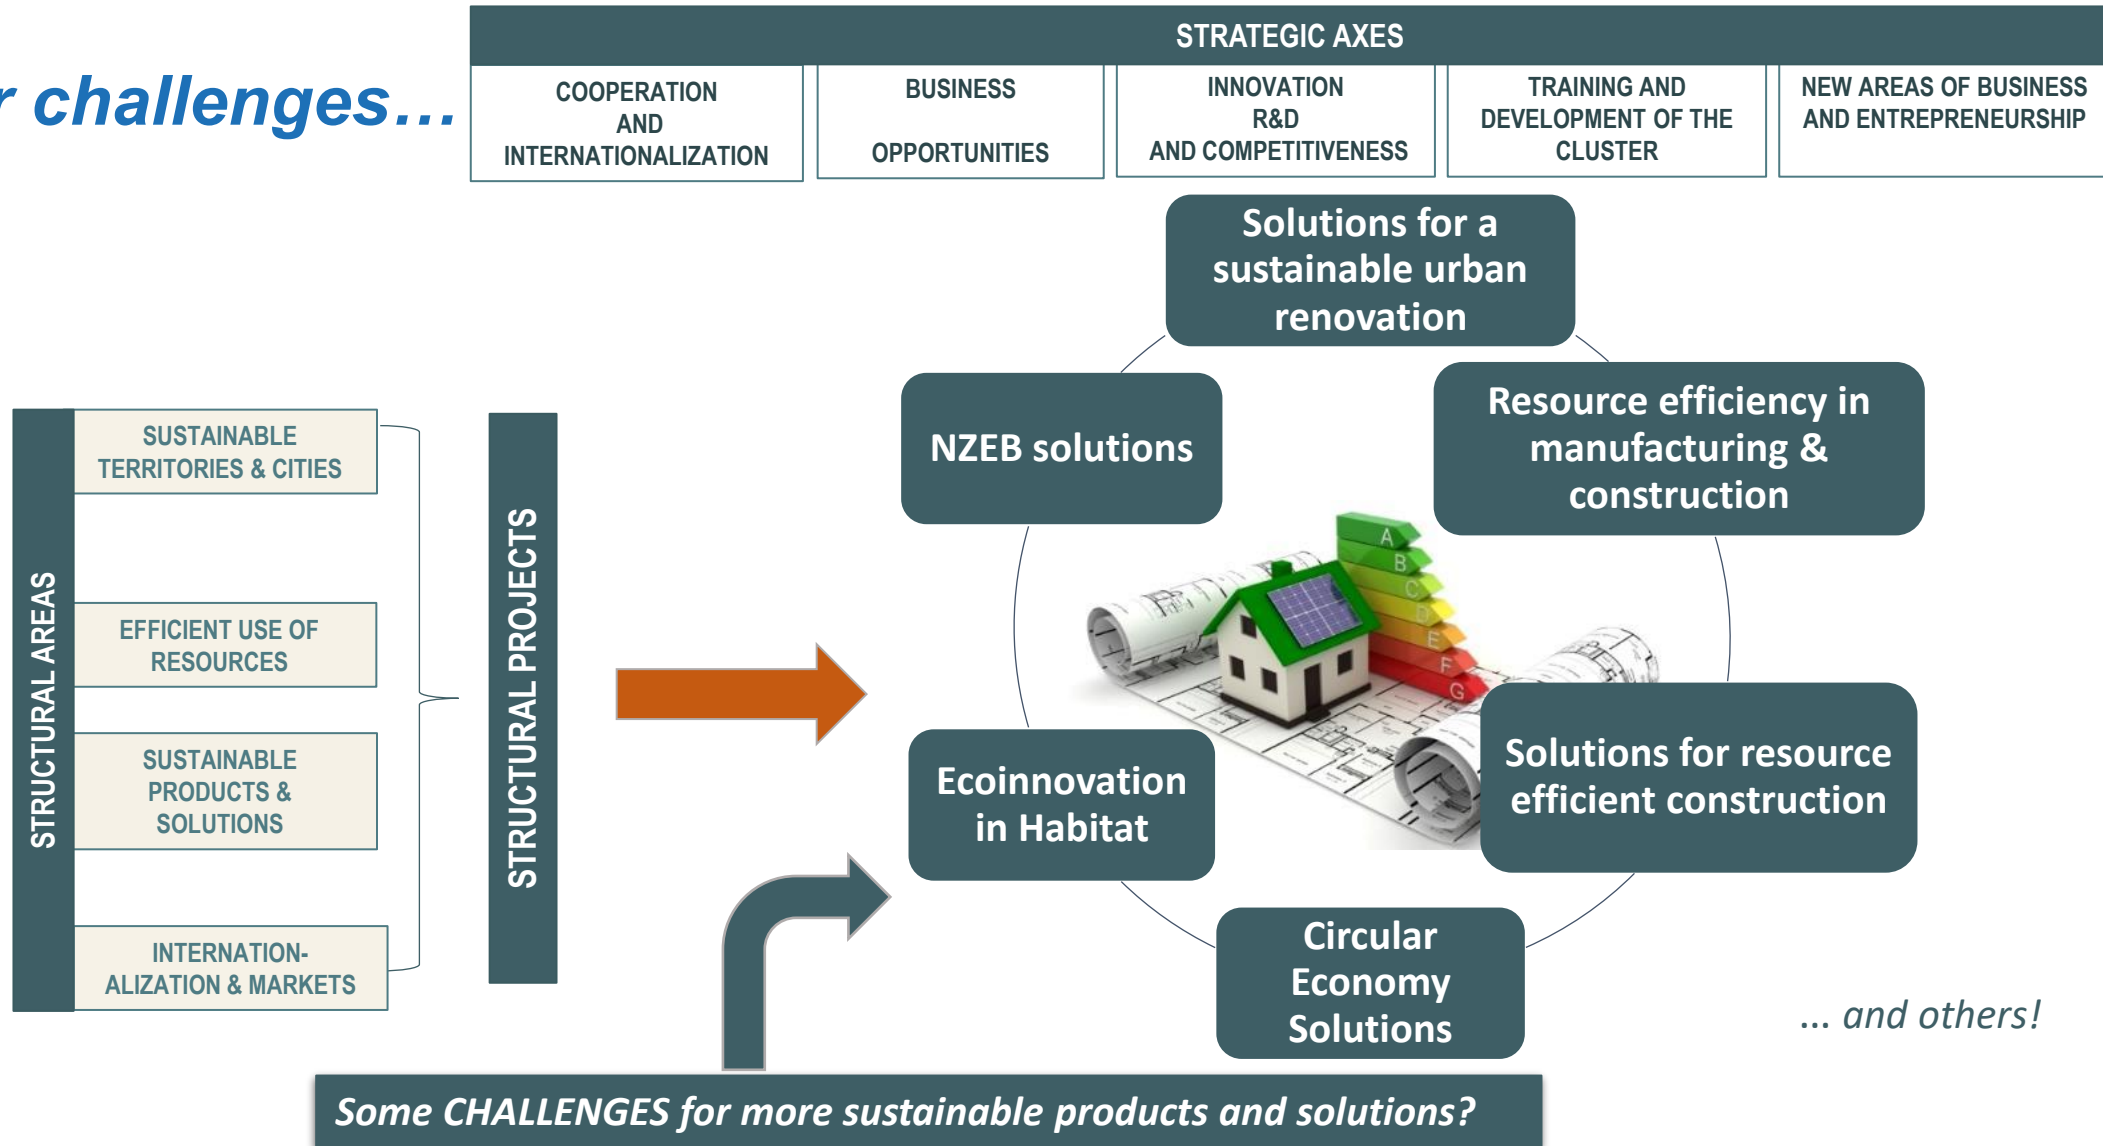 r challenges...
STRATEGIC AXES
COOPERATION
AND
INTERNATIONALIZATION
BUSINESS
OPPORTUNITIES
INNOVATION
R&D
AND COMPETITIVENESS
TRAINING AND
DEVELOPMENT OF THE
CLUSTER
NEW AREAS OF BUSINESS
AND ENTREPRENEURSHIP
STRUCTURAL AREAS
SUSTAINABLE
TERRITORIES & CITIES
EFFICIENT USE OF
RESOURCES
SUSTAINABLE
PRODUCTS &
SOLUTIONS
INTERNATION-
ALIZATION & MARKETS
STRUCTURAL PROJECTS
Solutions for a
sustainable urban
renovation
Resource efficiency in
manufacturing &
construction
Solutions for resource
efficient construction
Circular
Economy
Solutions
Ecoinnovation
in Habitat
NZEB solutions
A
B
C
D
E
F
G
... and others!
Some CHALLENGES for more sustainable products and solutions?